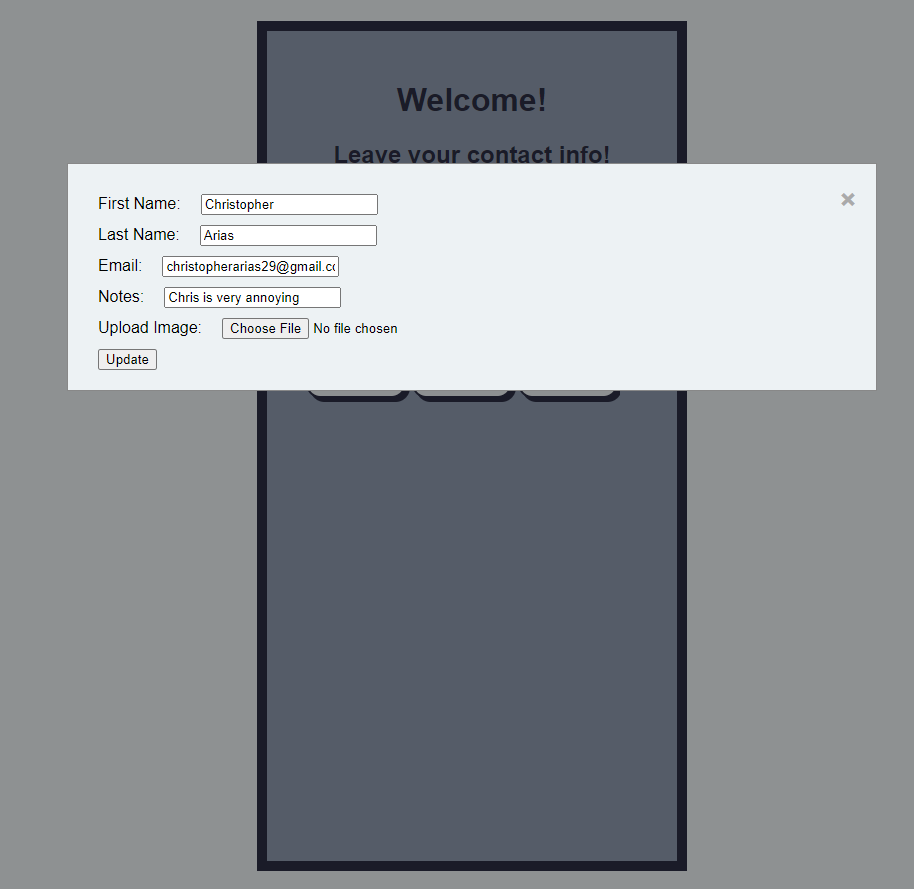 Welcome!
Leave your contact info!
×
First Name: Christopher
Last Name: Arias
Email: christopherarias29@gmail.co
Notes: Chris is very annoying
Upload Image: Choose File No file chosen
Update